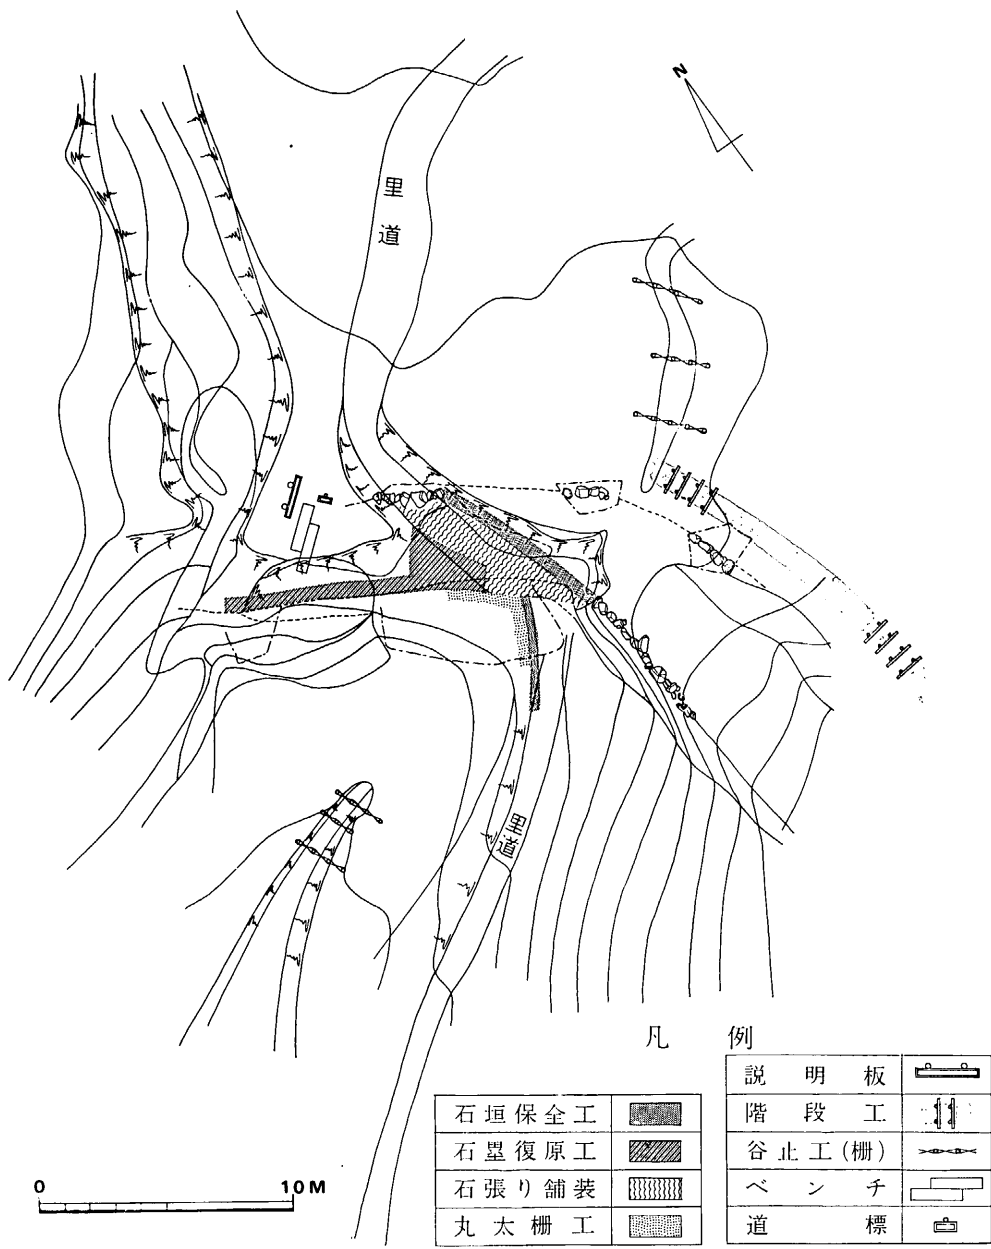 N
里道
里道
凡例
石垣保全工
石塁復原工
石張り舗装
丸太柵工
説明板
階段工
谷止工(柵)
ベンチ
道標
0 10M